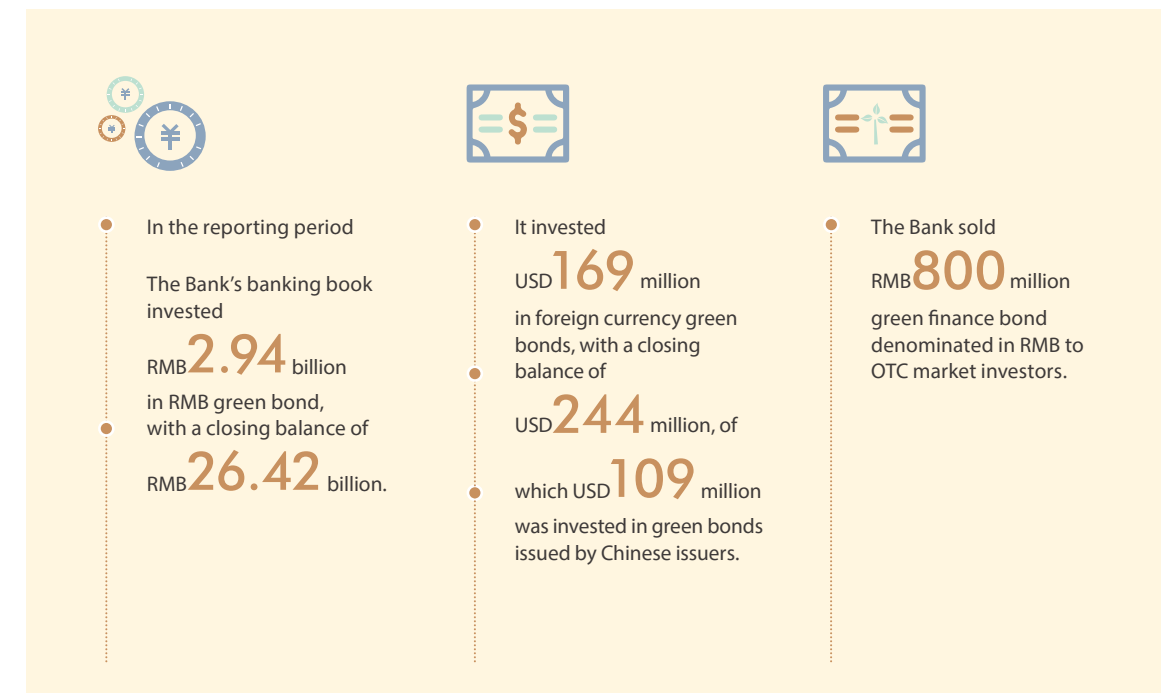 In the reporting period
The Bank's banking book
invested
RMB2.94 billion
in RMB green bond,
with a closing balance of
RMB26.42 billion.
It invested
USD169 million
in foreign currency green
bonds, with a closing
balance of
USD244 million, of
which USD109 million
was invested in green bonds
issued by Chinese issuers.
The Bank sold
RMB800 million
green finance bond
denominated in RMB to
OTC market investors.